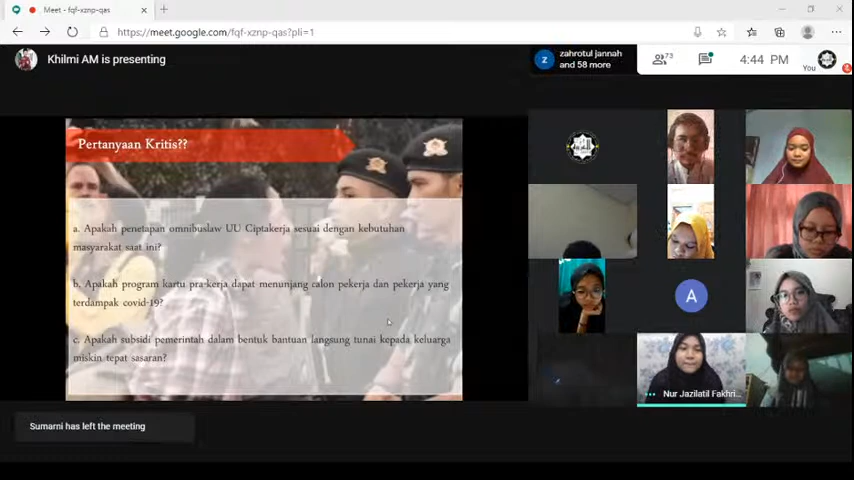 Meet - fqf-xznp-qas
https://meet.google.com/fqf-xznp-qas?pli=1
Khilmi AM is presenting
zahrotul jannah
and 58 more
z
73
4:44 PM
You
Pertanyaan Kritis??
a. Apakah penetapan omnibuslaw UU Ciptakerja sesuai dengan kebutuhan
masyarakat saat ini?
b. Apakah program kartu pra-kerja dapat menunjang calon pekerja dan pekerja yang
terdampak covid-19?
c. Apakah subsidi pemerintah dalam bentuk bantuan langsung tunai kepada keluarga
miskin tepat sasaran?
A
Nur Jazilatil Fakhri...
Sumarni has left the meeting